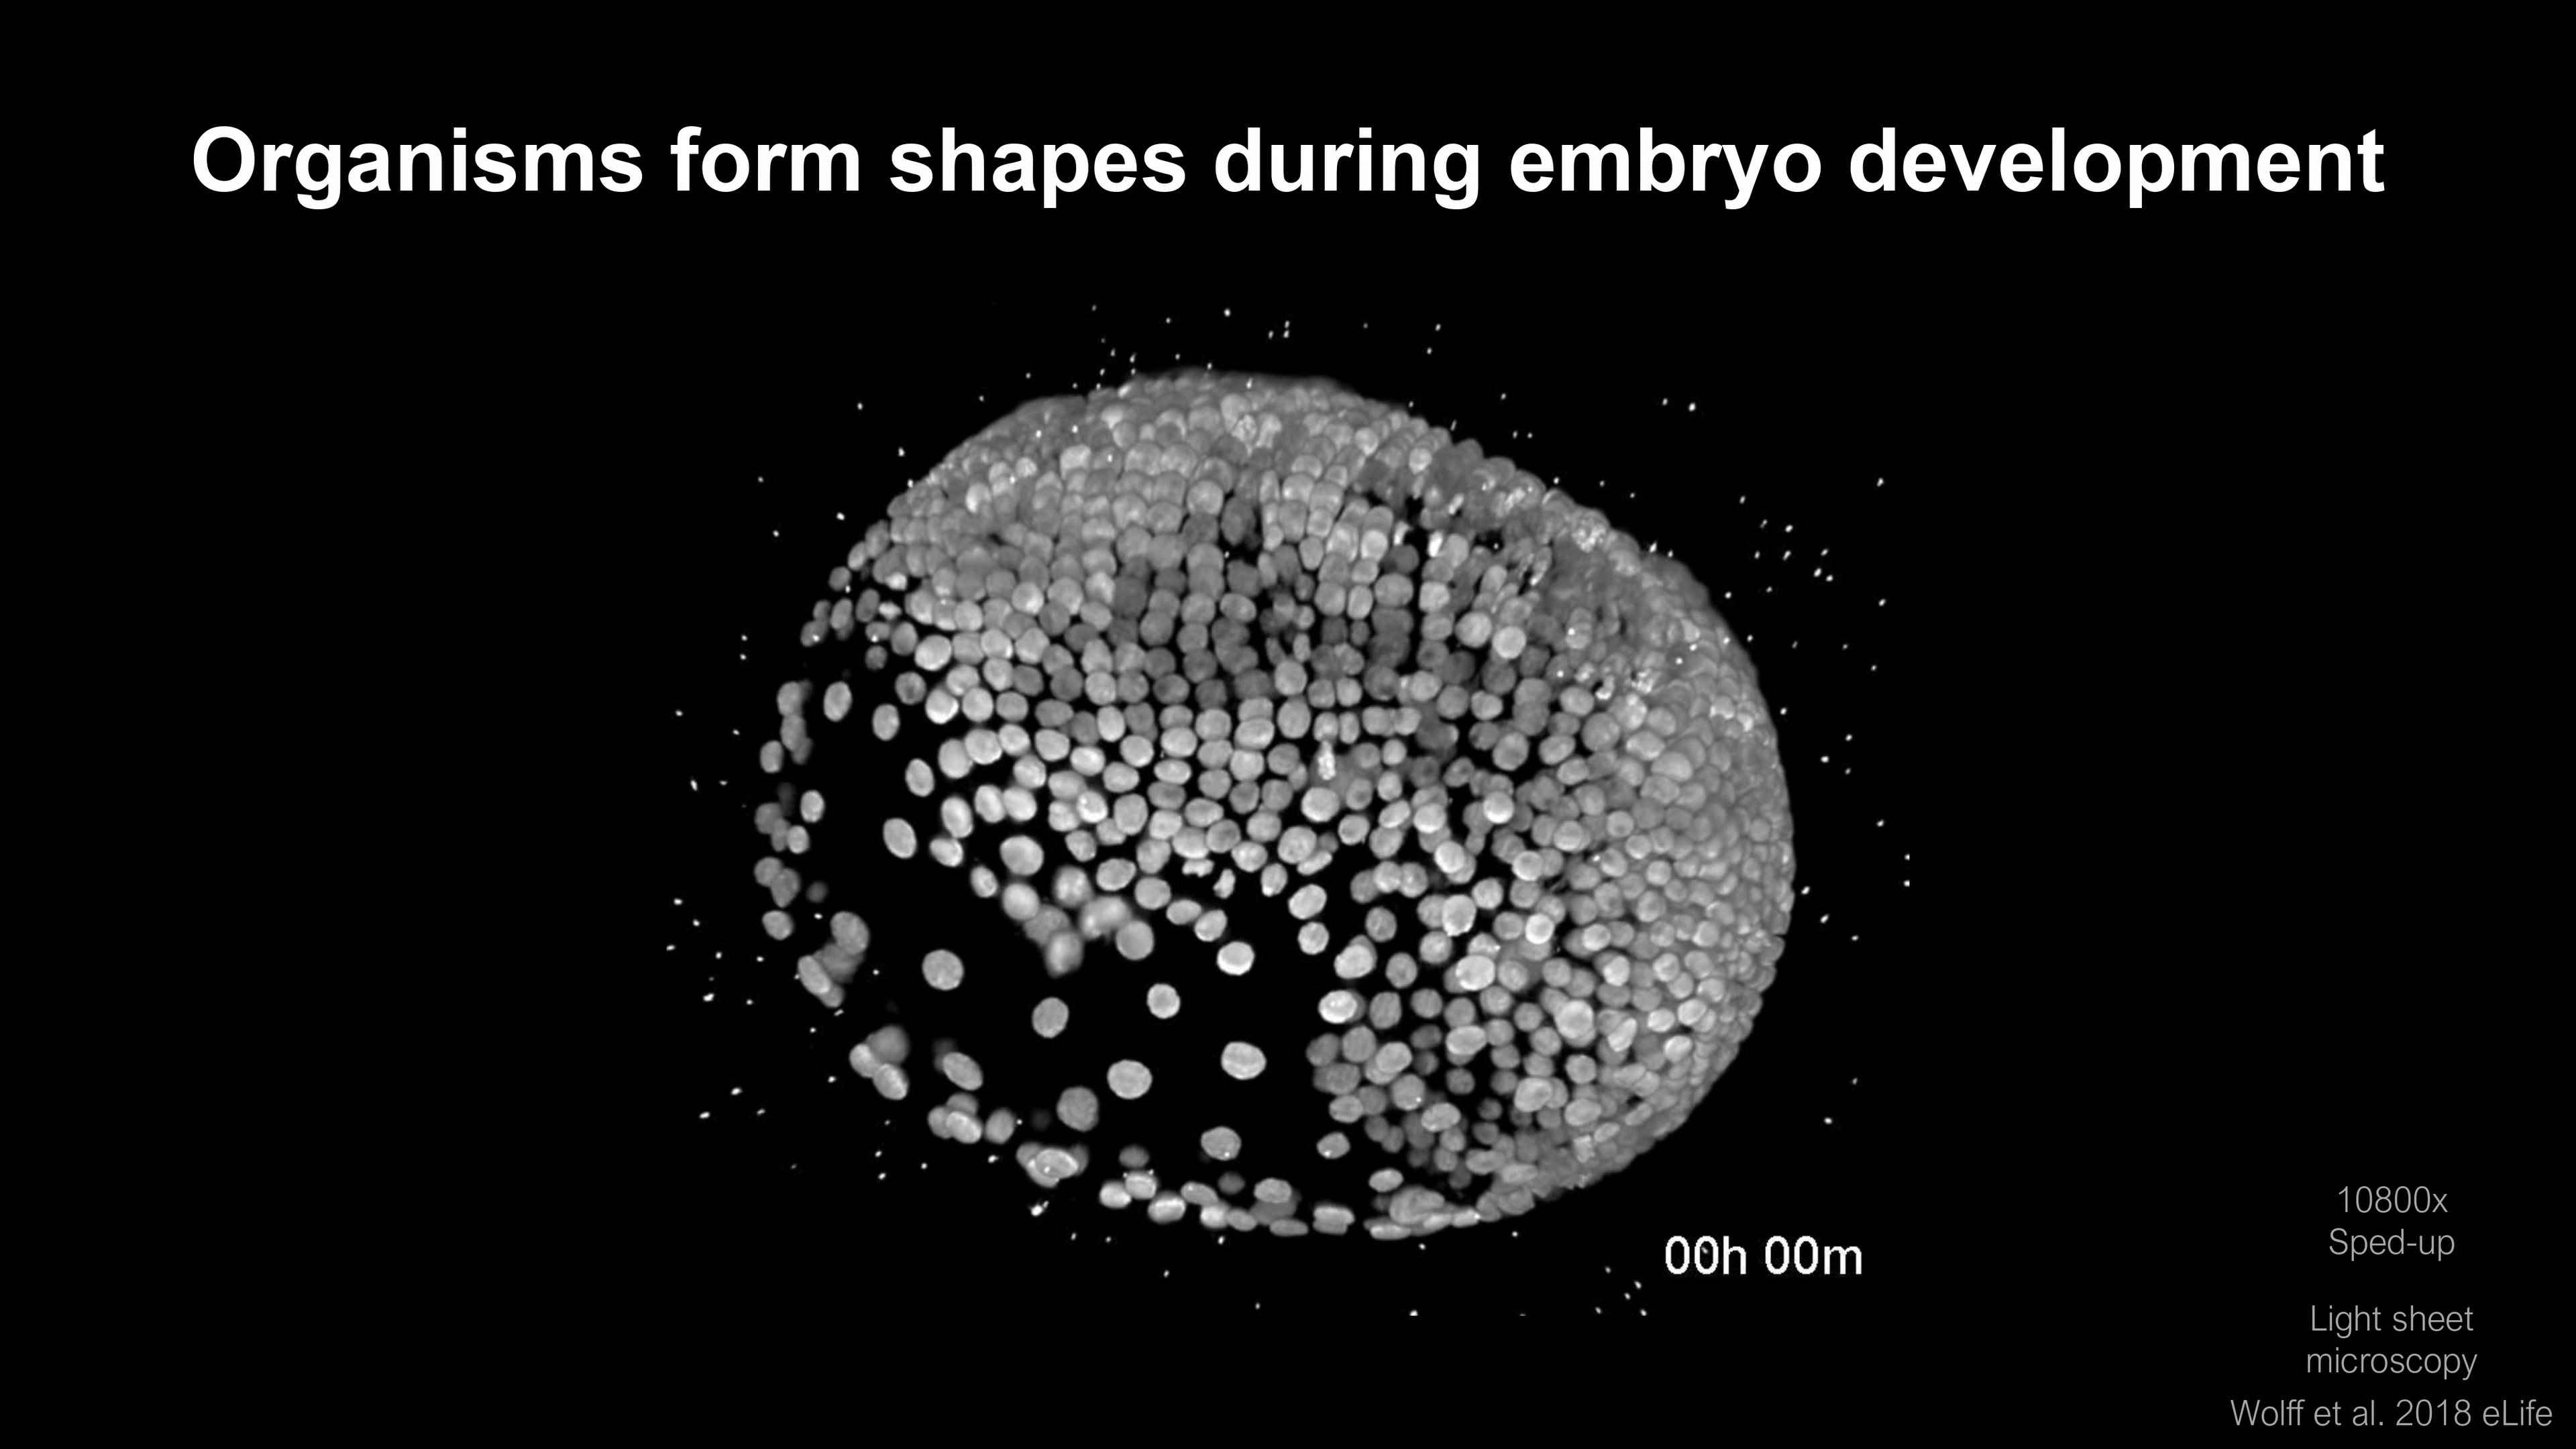 Organisms form shapes during embryo development
00h 00m
10800x
Sped-up
Light sheet
microscopy
Wolff et al. 2018 eLife